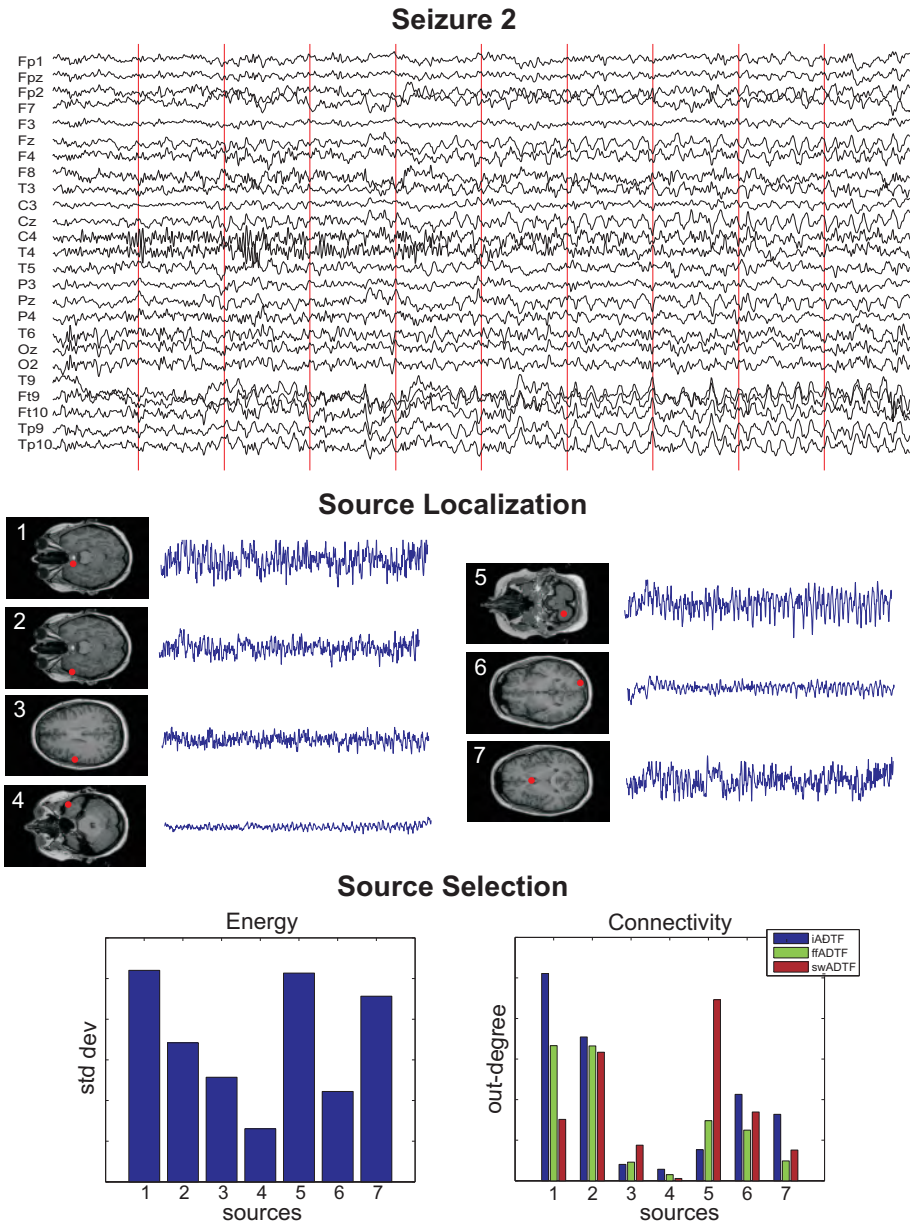 Seizure 2
Fp1
Fpz
Fp2
F7
F3
Fz
F4
F8
T3
C3
Cz
C4
T4
T5
P3
Pz
P4
T6
Oz
O2
T9
Ft9
Ft10
Tp9
Tp10
Source Localization
1
2
3
4
5
6
7
Source Selection
Energy
std dev
1 2 3 4 5 6 7
sources
Connectivity
iADTF
ffADTF
swADTF
out-degree
1 2 3 4 5 6 7
sources